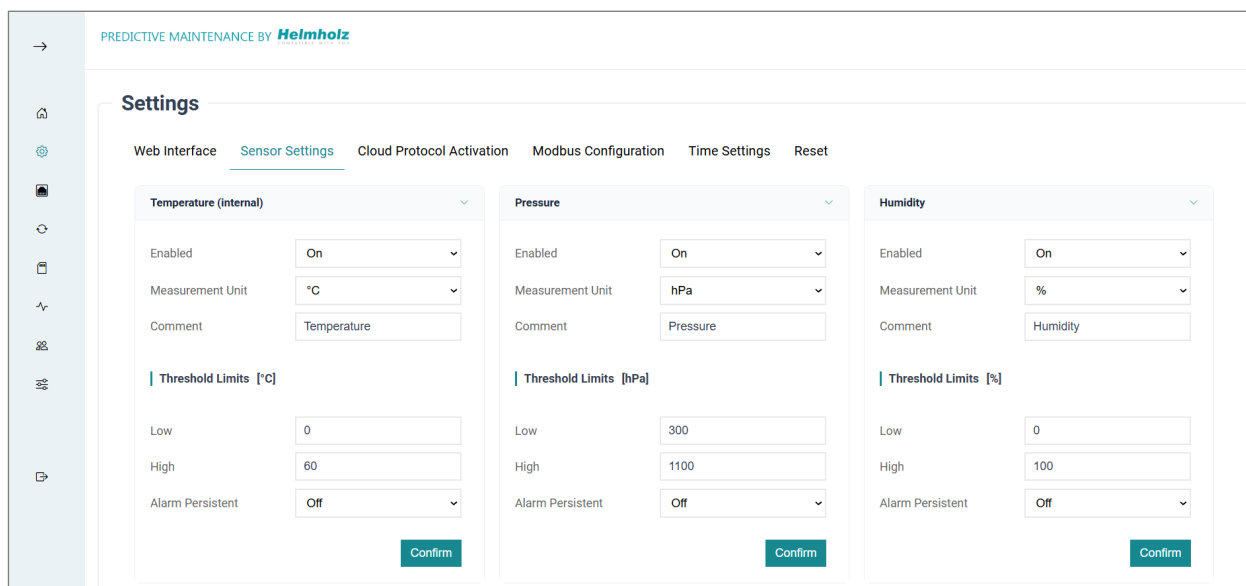 PREDICTIVE MAINTENANCE BY Helmholz
COMPATIBLE WITH YOU
Settings
Web Interface Sensor Settings Cloud Protocol Activation Modbus Configuration Time Settings Reset
Temperature (internal)
Enabled On
Measurement Unit °C
Comment Temperature
Threshold Limits [°C]
Low 0
High 60
Alarm Persistent Off
Confirm
Pressure
Enabled On
Measurement Unit hPa
Comment Pressure
Threshold Limits [hPa]
Low 300
High 1100
Alarm Persistent Off
Confirm
Humidity
Enabled On
Measurement Unit %
Comment Humidity
Threshold Limits [%]
Low 0
High 100
Alarm Persistent Off
Confirm